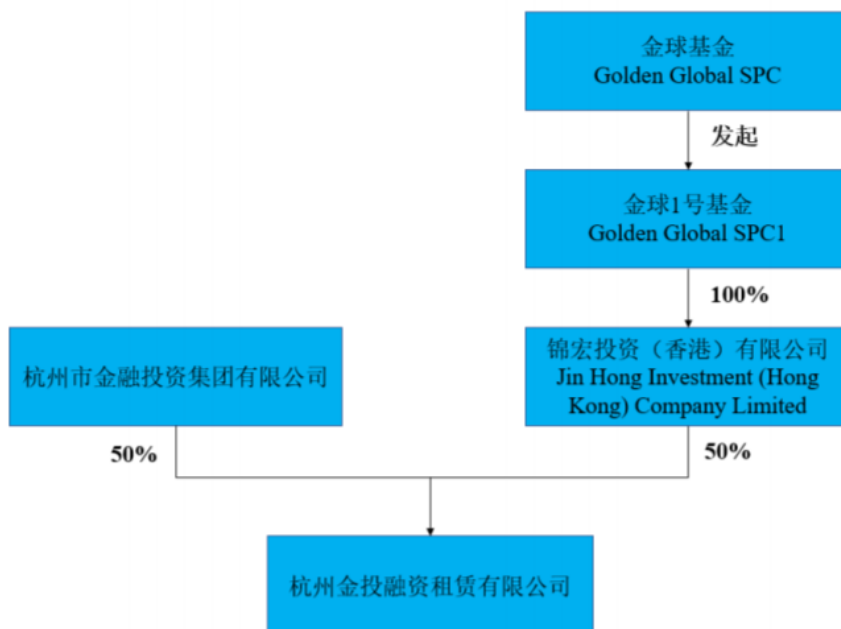 金球基金
Golden Global SPC
发起
金球1号基金
Golden Global SPC1
100%
杭州市金融投资集团有限公司
锦宏投资（香港）有限公司
Jin Hong Investment (Hong
Kong) Company Limited
50%
50%
杭州金投融资租赁有限公司